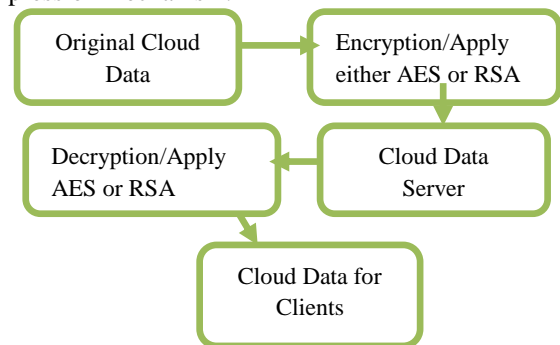 Original Cloud
Data
Encryption/Apply
either AES or RSA
Decryption/Apply
AES or RSA
Cloud Data
Server
Cloud Data for
Clients